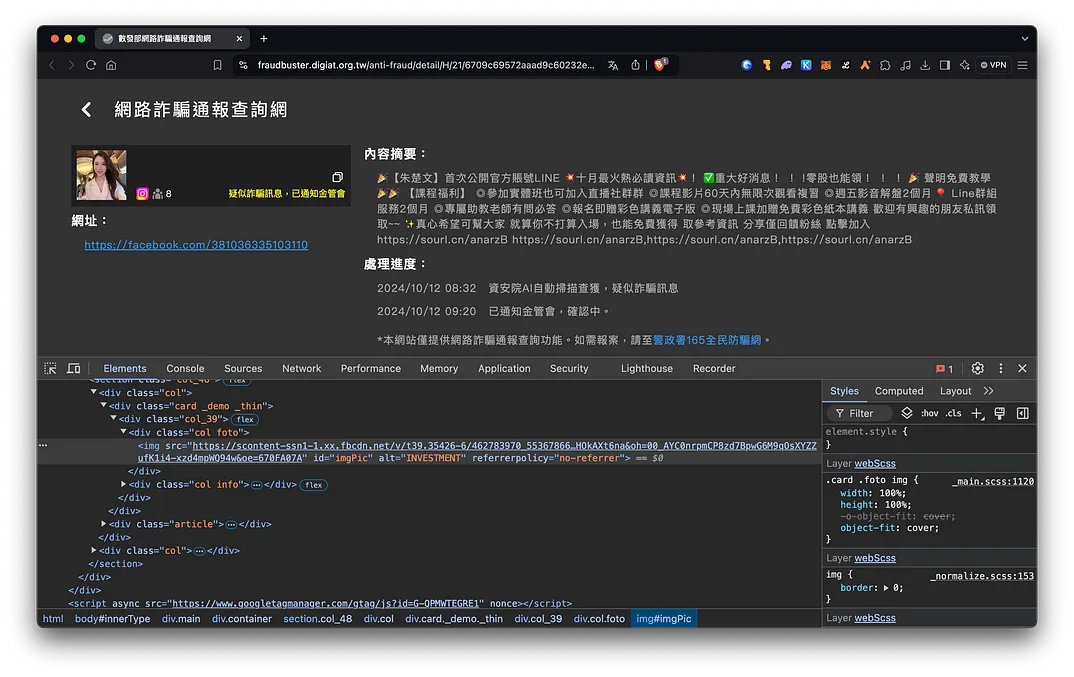 數發部網路詐騙通報查詢網
fraudbuster.digiat.org.tw/anti-fraud/detail/H/21/6709c69572aaad9c60232e...
VPN
網路詐騙通報查詢網
8
疑似詐騙訊息，已通知金管會
網址：
https://facebook.com/381036335103110
內容摘要：
🎉【朱楚文】首次公開官方賬號LINE 💥十月最火熱必讀資訊💥！ ✅重大好消息！ ！ !零股也能領！ ！ ！ 🎉 聲明免費教學
🎉🎉 【課程福利】 ◎參加實體班也可加入直播社群群 ◎課程影片60天內無限次觀看複習 ◎週五影音解盤2個月 🎈 Line群組
服務2個月 ◎專屬助教老師有問必答 ◎報名即贈彩色講義電子版 ◎現場上課加贈免費彩色紙本講義 歡迎有興趣的朋友私訊領
取~~ ✨真心希望可幫大家 就算你不打算入場，也能免費獲得 取參考資訊 分享僅回饋粉絲 點擊加入
https://sourl.cn/anarzB https://sourl.cn/anarzB,https://sourl.cn/anarzB
處理進度：
2024/10/12 08:32 資安院AI自動掃描查獲，疑似詐騙訊息
2024/10/12 09:20 已通知金管會，確認中。
*本網站僅提供網路詐騙通報查詢功能。如需報案，請至警政署165全民防騙網。
Elements Console Sources Network Performance Memory Application Security Lighthouse Recorder 1
<section class="col_48"> flex
<div class="col">
<div class="card _demo _thin">
<div class="col_39"> flex
<div class="col foto">
<img src="https://scontent-ssn1-1.xx.fbcdn.net/v/t39.35426-6/462783970_55367866…HOkAXt6na&oh=00_AYC0nrpmCP8zd7BpwG6M9qOsXYZZ
ufK1i4-xzd4mpWQ94w&oe=670FA07A" id="imgPic" alt="INVESTMENT" referrerpolicy="no-referrer"> == $0
</div>
<div class="col info"> … </div> flex
</div>
</div>
<div class="article"> … </div>
</div>
<div class="col"> … </div>
</section>
</div>
</div>
<script async src="https://www.googletagmanager.com/gtag/js?id=G-QPMWTEGRE1" nonce></script>
html body#innerType div.main div.container section.col_48 div.col div.card._demo._thin div.col_39 div.col.foto img#imgPic
Styles Computed Layout
Filter :hov .cls
element.style {
}
Layer webScss
.card .foto img { _main.scss:1120
width: 100%;
height: 100%;
-o-object-fit: cover;
object-fit: cover;
}
Layer webScss
img { _normalize.scss:153
border: 0;
}
Layer webScss